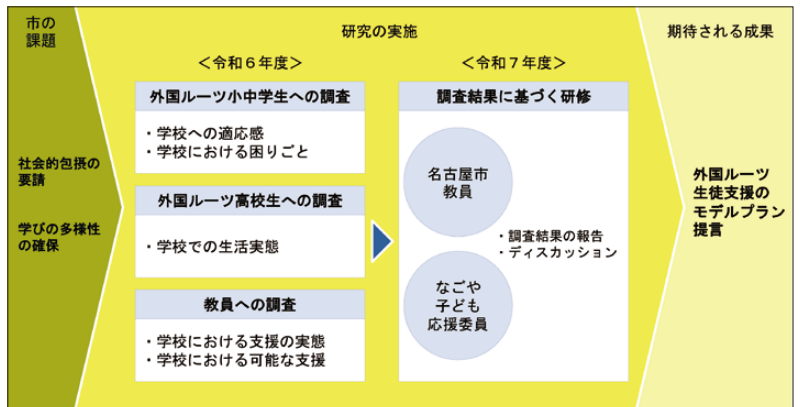 市の
課題
社会的包摂の
要請
学びの多様性
の確保
研究の実施
＜令和６年度＞
外国ルーツ小中学生への調査
・学校への適応感
・学校における困りごと
外国ルーツ高校生への調査
・学校での生活実態
教員への調査
・学校における支援の実態
・学校における可能な支援
＜令和７年度＞
調査結果に基づく研修
名古屋市
教員
なごや
子ども
応援委員
・調査結果の報告
・ディスカッション
期待される成果
外国ルーツ
生徒支援の
モデルプラン
提言